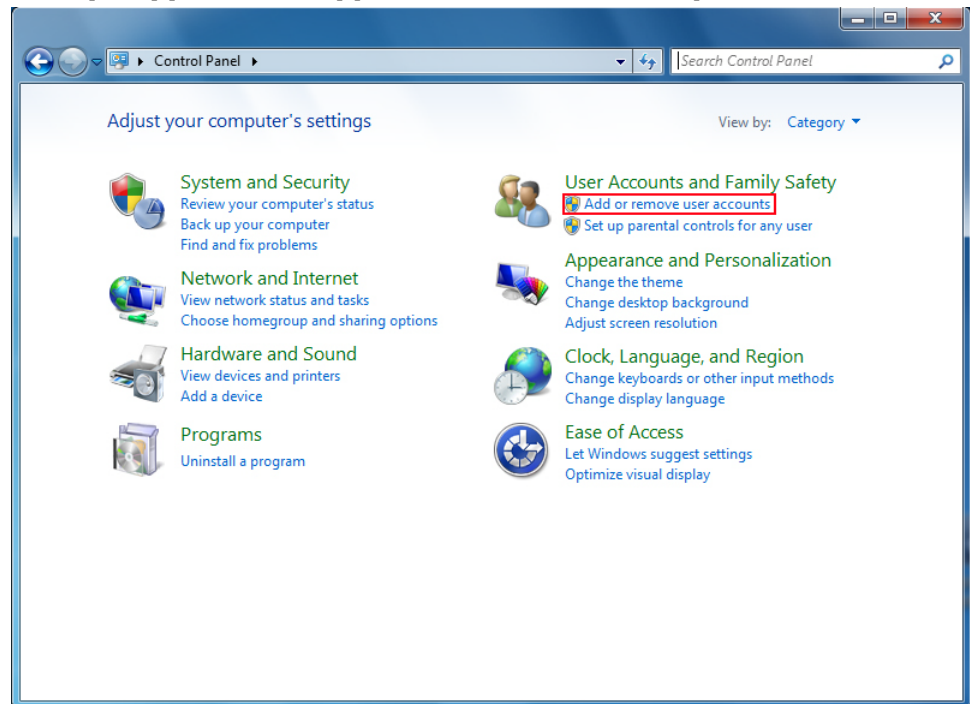 Control Panel
Search Control Panel
Adjust your computer's settings
View by: Category
System and Security
Review your computer's status
Back up your computer
Find and fix problems
Network and Internet
View network status and tasks
Choose homegroup and sharing options
Hardware and Sound
View devices and printers
Add a device
Programs
Uninstall a program
User Accounts and Family Safety
Add or remove user accounts
Set up parental controls for any user
Appearance and Personalization
Change the theme
Change desktop background
Adjust screen resolution
Clock, Language, and Region
Change keyboards or other input methods
Change display language
Ease of Access
Let Windows suggest settings
Optimize visual display